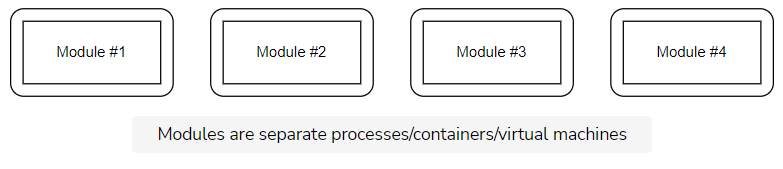 Module #1 Module #2 Module #3 Module #4
Modules are separate processes/containers/virtual machines